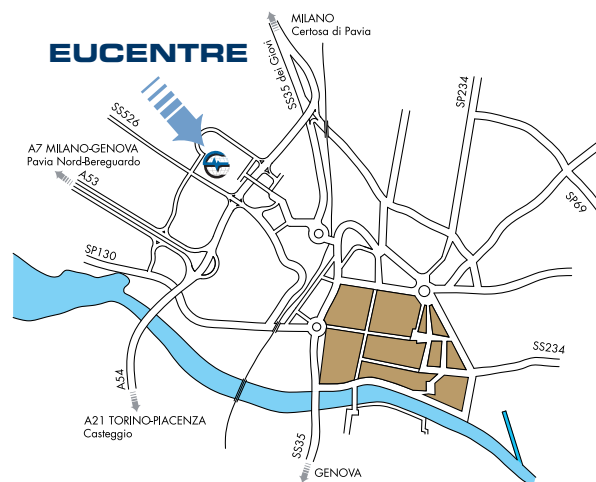 MILANO
Certosa di Pavia
EUCENTRE
SS35 dei Giovi
SP234
SS526
A7 MILANO-GENOVA
Pavia Nord-Bereguardo
A53
SP69
SP130
SS234
A54
A21 TORINO-PIACENZA
Casteggio
SS35
GENOVA